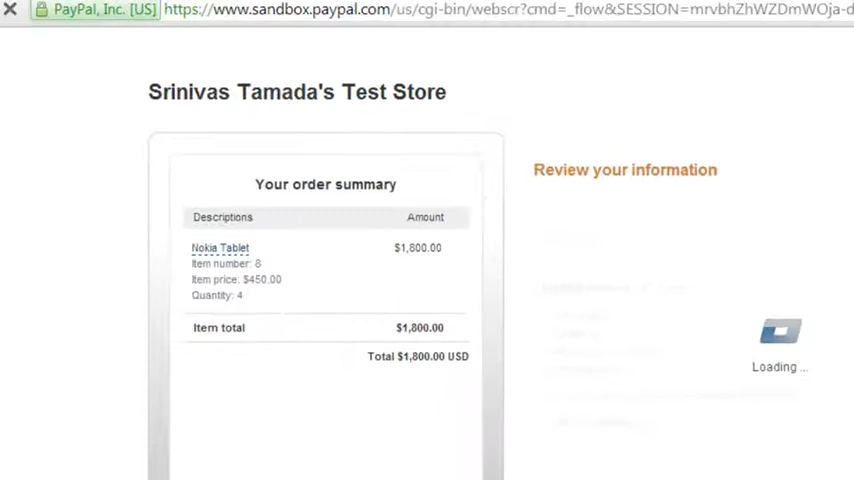 PayPal, Inc. [US] https://www.sandbox.paypal.com/us/cgi-bin/webscr?cmd=_flow&SESSION=mrvbhZhWZDmWOja-d
Srinivas Tamada's Test Store
Your order summary
Review your information
Descriptions Amount
Nokia Tablet $1,800.00
Item number: 8
Item price: $450.00
Quantity: 4
Item total $1,800.00
Total $1,800.00 USD
Loading ...